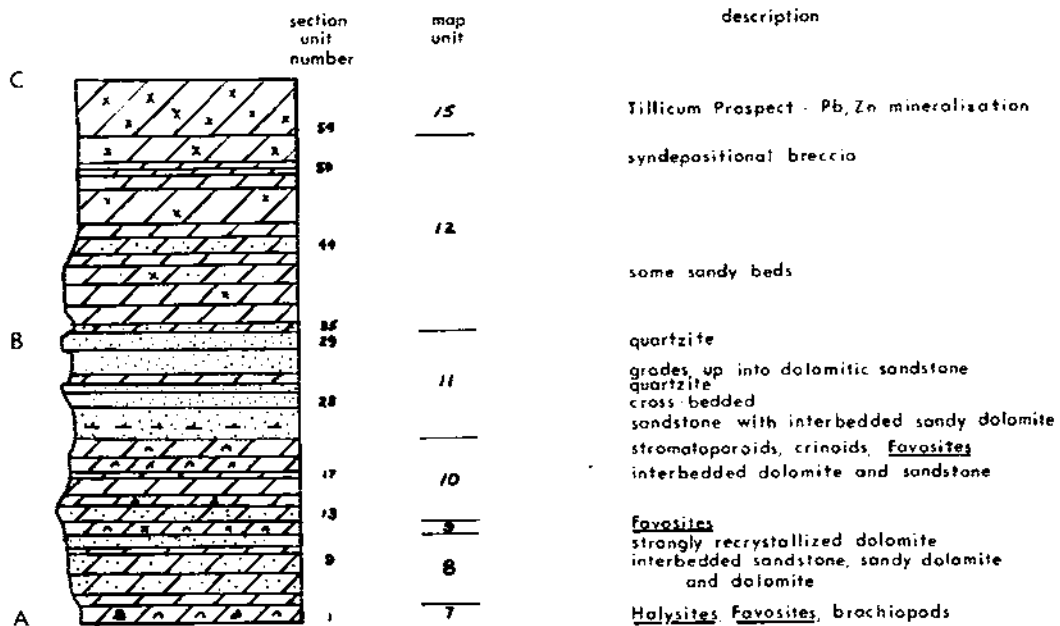 section unit number
map unit
description
C
54
15
Tillicum Prospect - Pb, Zn mineralization
59
syndepositional breccia
44
12
some sandy beds
35
B
29
quartzite
grades up into dolomitic sandstone
11
quartzite
28
cross-bedded
sandstone with interbedded sandy dolomite
stromatoporoids, crinoids, Favosites
17
10
interbedded dolomite and sandstone
13
9
Favosites
strongly recrystallized dolomite
9
8
interbedded sandstone, sandy dolomite
and dolomite
A
1
7
Halysites, Favosites, brachiopods